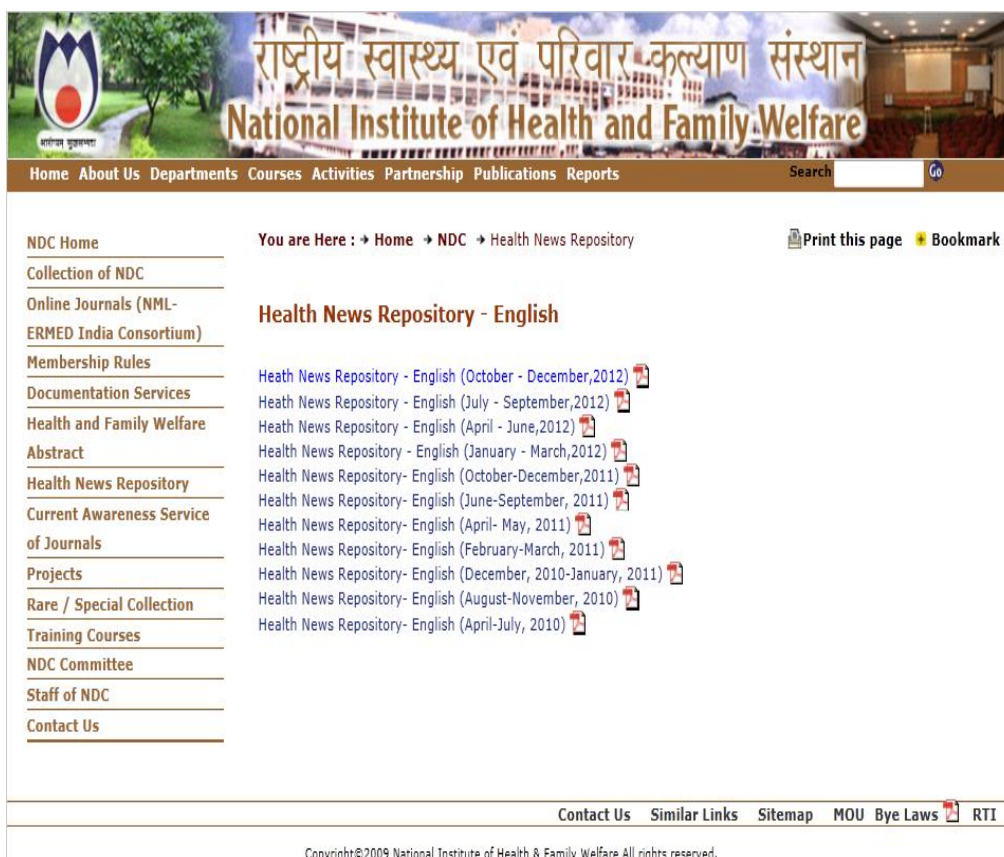 राष्ट्रीय स्वास्थ्य एवं परिवार कल्याण संस्थान
National Institute of Health and Family Welfare
Home About Us Departments Courses Activities Partnership Publications Reports Search Go
You are Here : Home NDC Health News Repository Print this page Bookmark
NDC Home
Collection of NDC
Online Journals (NML-
ERMED India Consortium)
Membership Rules
Documentation Services
Health and Family Welfare
Abstract
Health News Repository
Current Awareness Service
of Journals
Projects
Rare / Special Collection
Training Courses
NDC Committee
Staff of NDC
Contact Us
Health News Repository - English
Heath News Repository - English (October - December,2012)
Heath News Repository - English (July - September,2012)
Heath News Repository - English (April - June,2012)
Health News Repository - English (January - March,2012)
Health News Repository- English (October-December,2011)
Health News Repository- English (June-September, 2011)
Health News Repository- English (April- May, 2011)
Health News Repository- English (February-March, 2011)
Health News Repository- English (December, 2010-January, 2011)
Health News Repository- English (August-November, 2010)
Health News Repository- English (April-July, 2010)
Contact Us Similar Links Sitemap MOU Bye Laws RTI
Copyright©2009 National Institute of Health & Family Welfare All rights reserved.